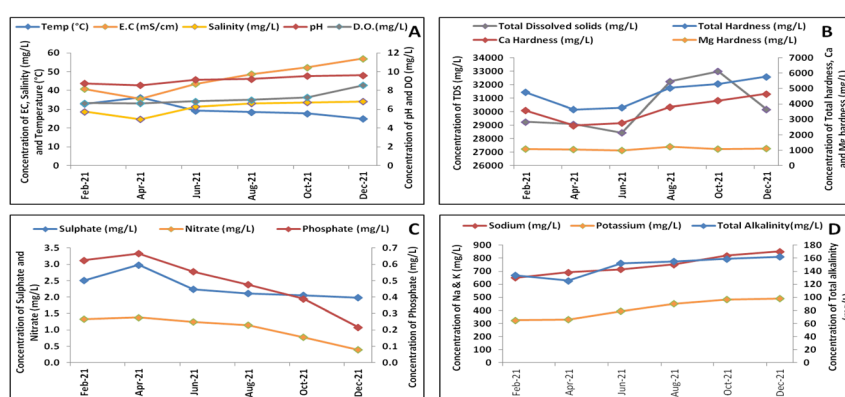 Temp (°C) E.C (mS/cm) Salinity (mg/L) pH D.O.(mg/L)
A
Concentration of EC, Salinity (mg/L)
and Temperature (°C)
60
50
40
30
20
10
0
12
10
8
6
4
2
0
Concentration of pH and DO (mg/L)
Feb-21 Apr-21 Jun-21 Aug-21 Oct-21 Dec-21
Total Dissolved solids (mg/L) Total Hardness (mg/L)
Ca Hardness (mg/L) Mg Hardness (mg/L)
B
Concentration of TDS (mg/L)
34000
33000
32000
31000
30000
29000
28000
27000
26000
7000
6000
5000
4000
3000
2000
1000
0
Concentration of Total hardness, Ca
and Mg hardness (mg/L)
Feb-21 Apr-21 Jun-21 Aug-21 Oct-21 Dec-21
Sulphate (mg/L) Nitrate (mg/L) Phosphate (mg/L)
C
Concentration of Sulphate and
Nitrate (mg/L)
3.5
3.0
2.5
2.0
1.5
1.0
0.5
0.0
0.7
0.6
0.5
0.4
0.3
0.2
0.1
0.0
Concentration of Phosphate (mg/L)
Feb-21 Apr-21 Jun-21 Aug-21 Oct-21 Dec-21
Sodium (mg/L) Potassium (mg/L) Total Alkalinity(mg/L)
D
Concentration of Na & K (mg/L)
900
800
700
600
500
400
300
200
100
0
180
160
140
120
100
80
60
40
20
0
Concentration of Total alkalinity
Feb-21 Apr-21 Jun-21 Aug-21 Oct-21 Dec-21